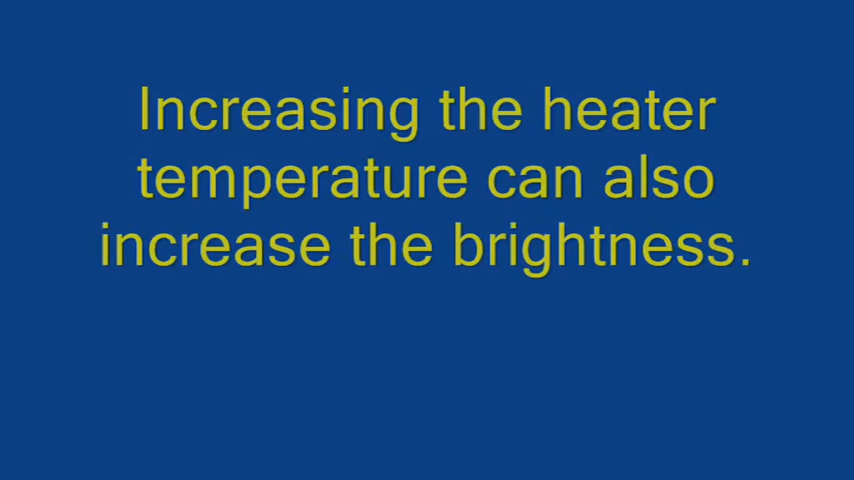 Increasing the heater
temperature can also
increase the brightness.